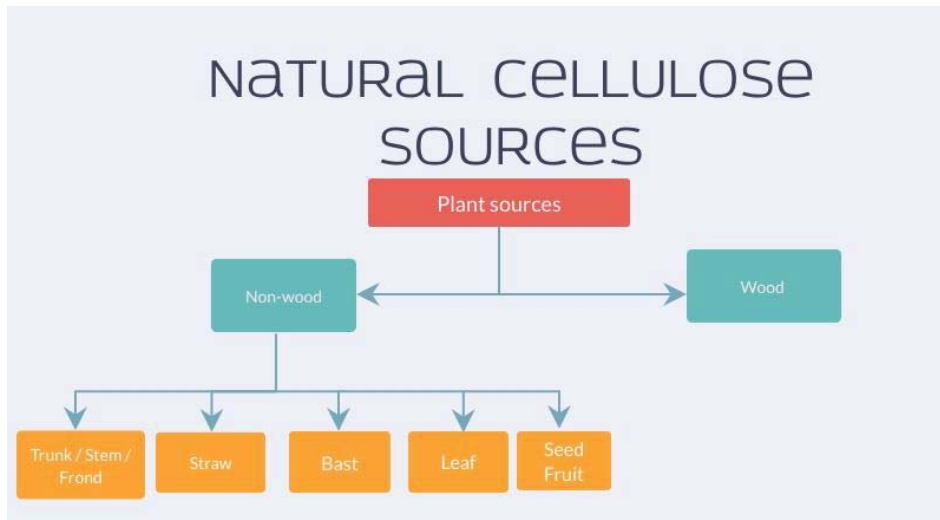 Natural Cellulose
Sources
Plant sources
Non-wood
Wood
Trunk / Stem /
Frond
Straw
Bast
Leaf
Seed
Fruit